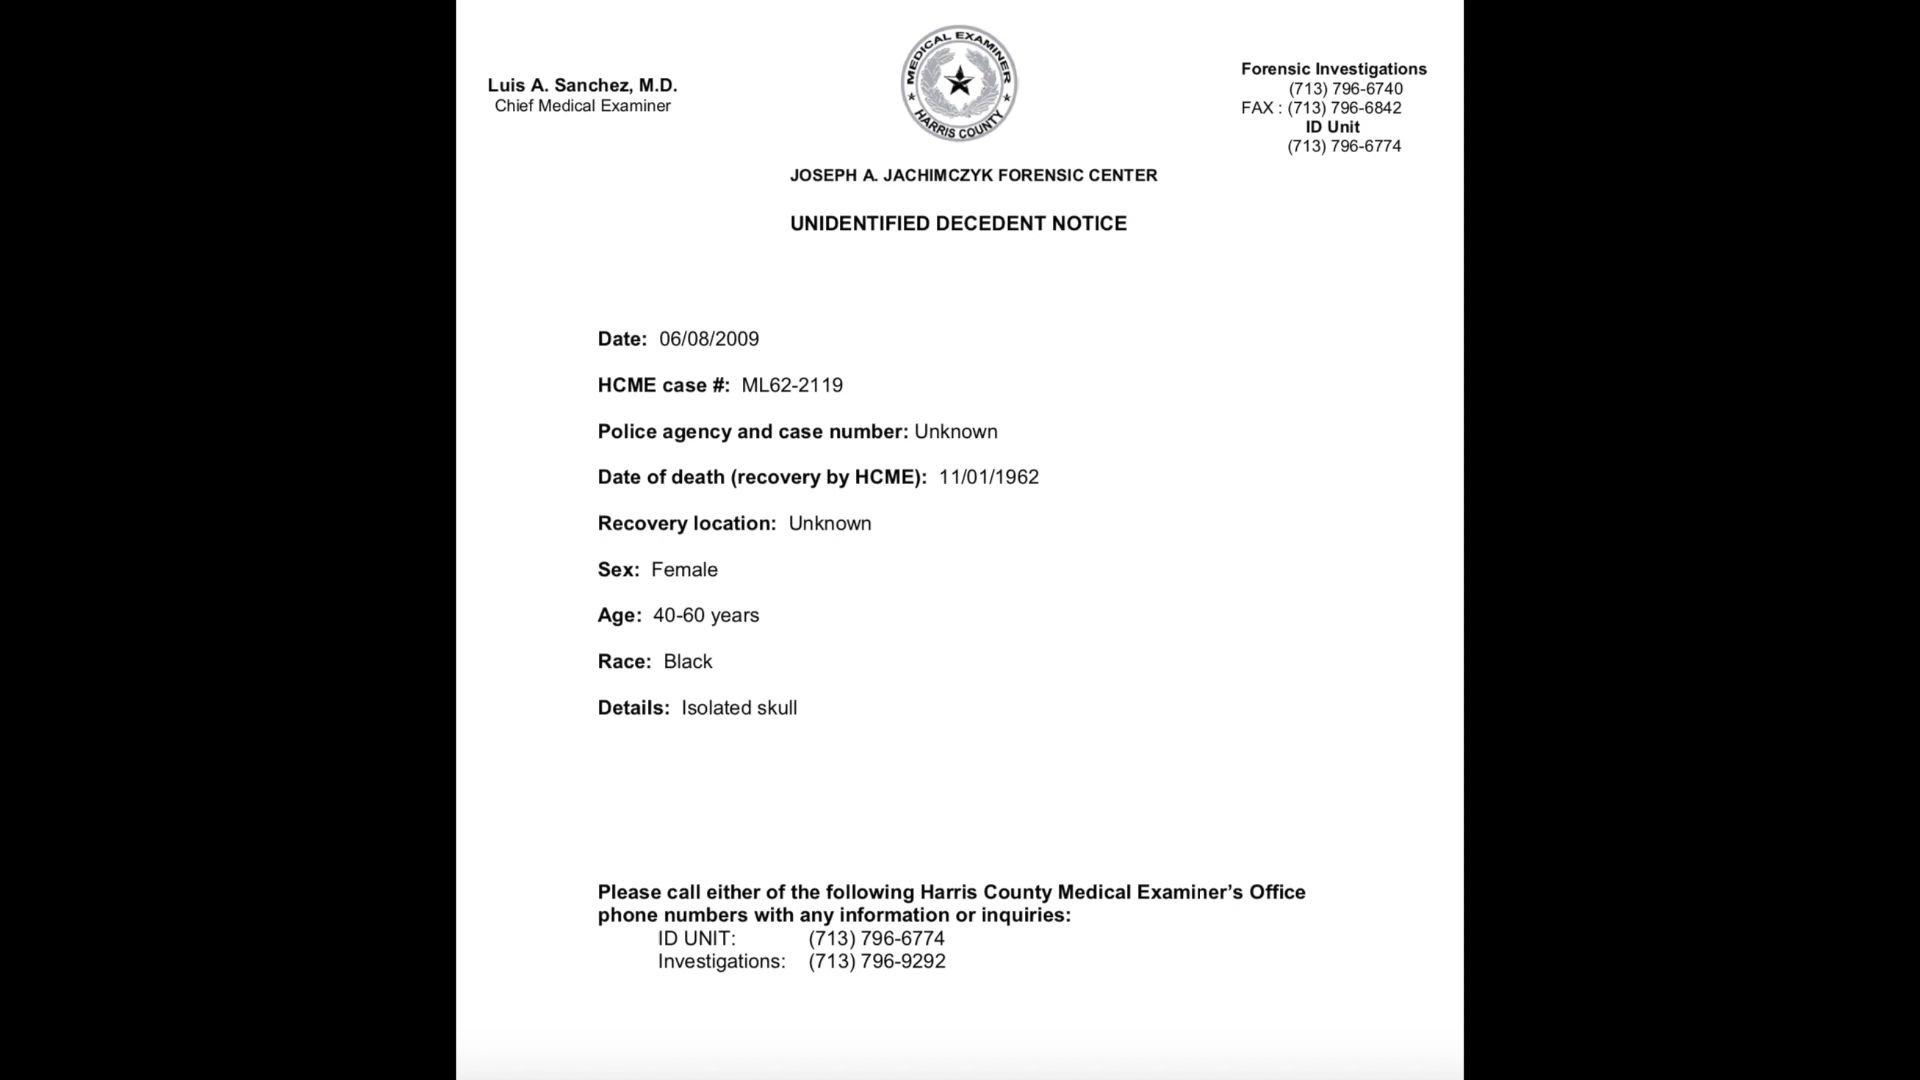 Luis A. Sanchez, M.D.
Chief Medical Examiner
MEDICAL EXAMINER
HARRIS COUNTY
Forensic Investigations
(713) 796-6740
FAX : (713) 796-6842
ID Unit
(713) 796-6774
JOSEPH A. JACHIMCZYK FORENSIC CENTER
UNIDENTIFIED DECEDENT NOTICE
Date: 06/08/2009
HCME case #: ML62-2119
Police agency and case number: Unknown
Date of death (recovery by HCME): 11/01/1962
Recovery location: Unknown
Sex: Female
Age: 40-60 years
Race: Black
Details: Isolated skull
Please call either of the following Harris County Medical Examiner’s Office
phone numbers with any information or inquiries:
ID UNIT: (713) 796-6774
Investigations: (713) 796-9292